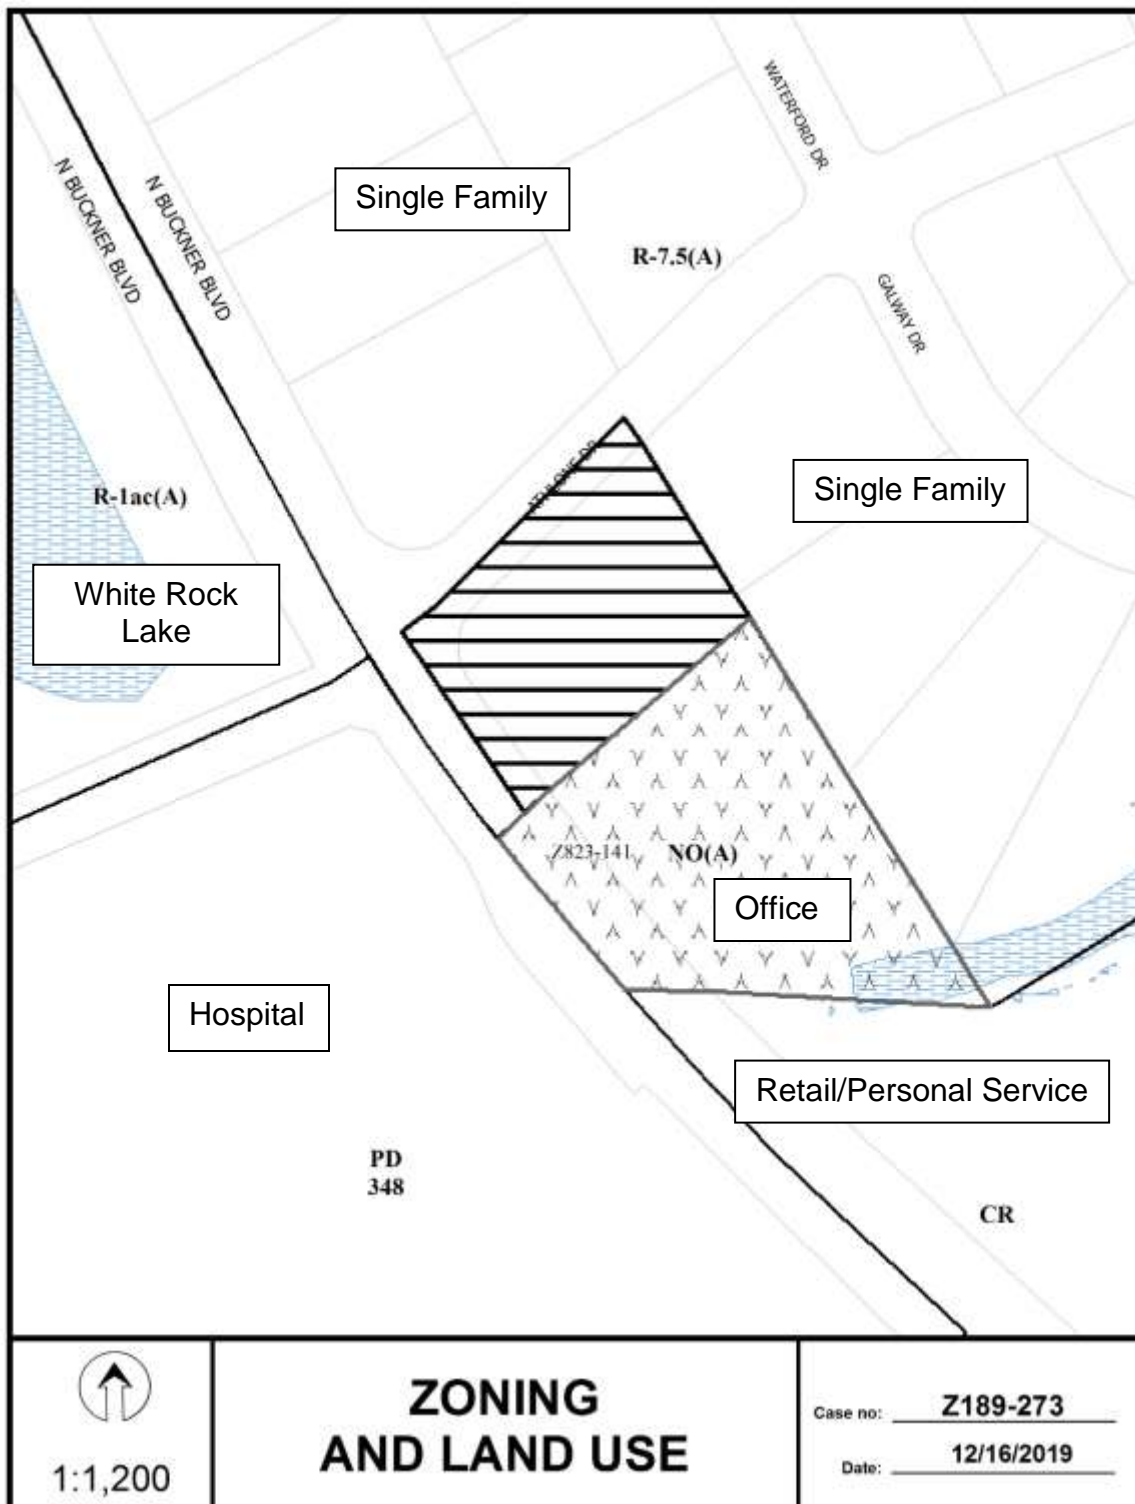 WATERFORD DR
N BUCKNER BLVD
N BUCKNER BLVD
Single Family
R-7.5(A)
GALWAY DR
ATHLONE DR
Single Family
R-1ac(A)
White Rock
Lake
Z823-141
NO(A)
Office
Hospital
Retail/Personal Service
PD
348
CR
1:1,200
ZONING
AND LAND USE
Case no: Z189-273
Date: 12/16/2019